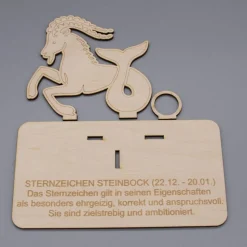 STERNZEICHEN STEINBOCK (22.12. - 20.01.)
Das Sternzeichen gilt in seinen Eigenschaften
als besonders ehrgeizig, korrekt und anspruchsvoll.
Sie sind zielstrebig und ambitioniert.